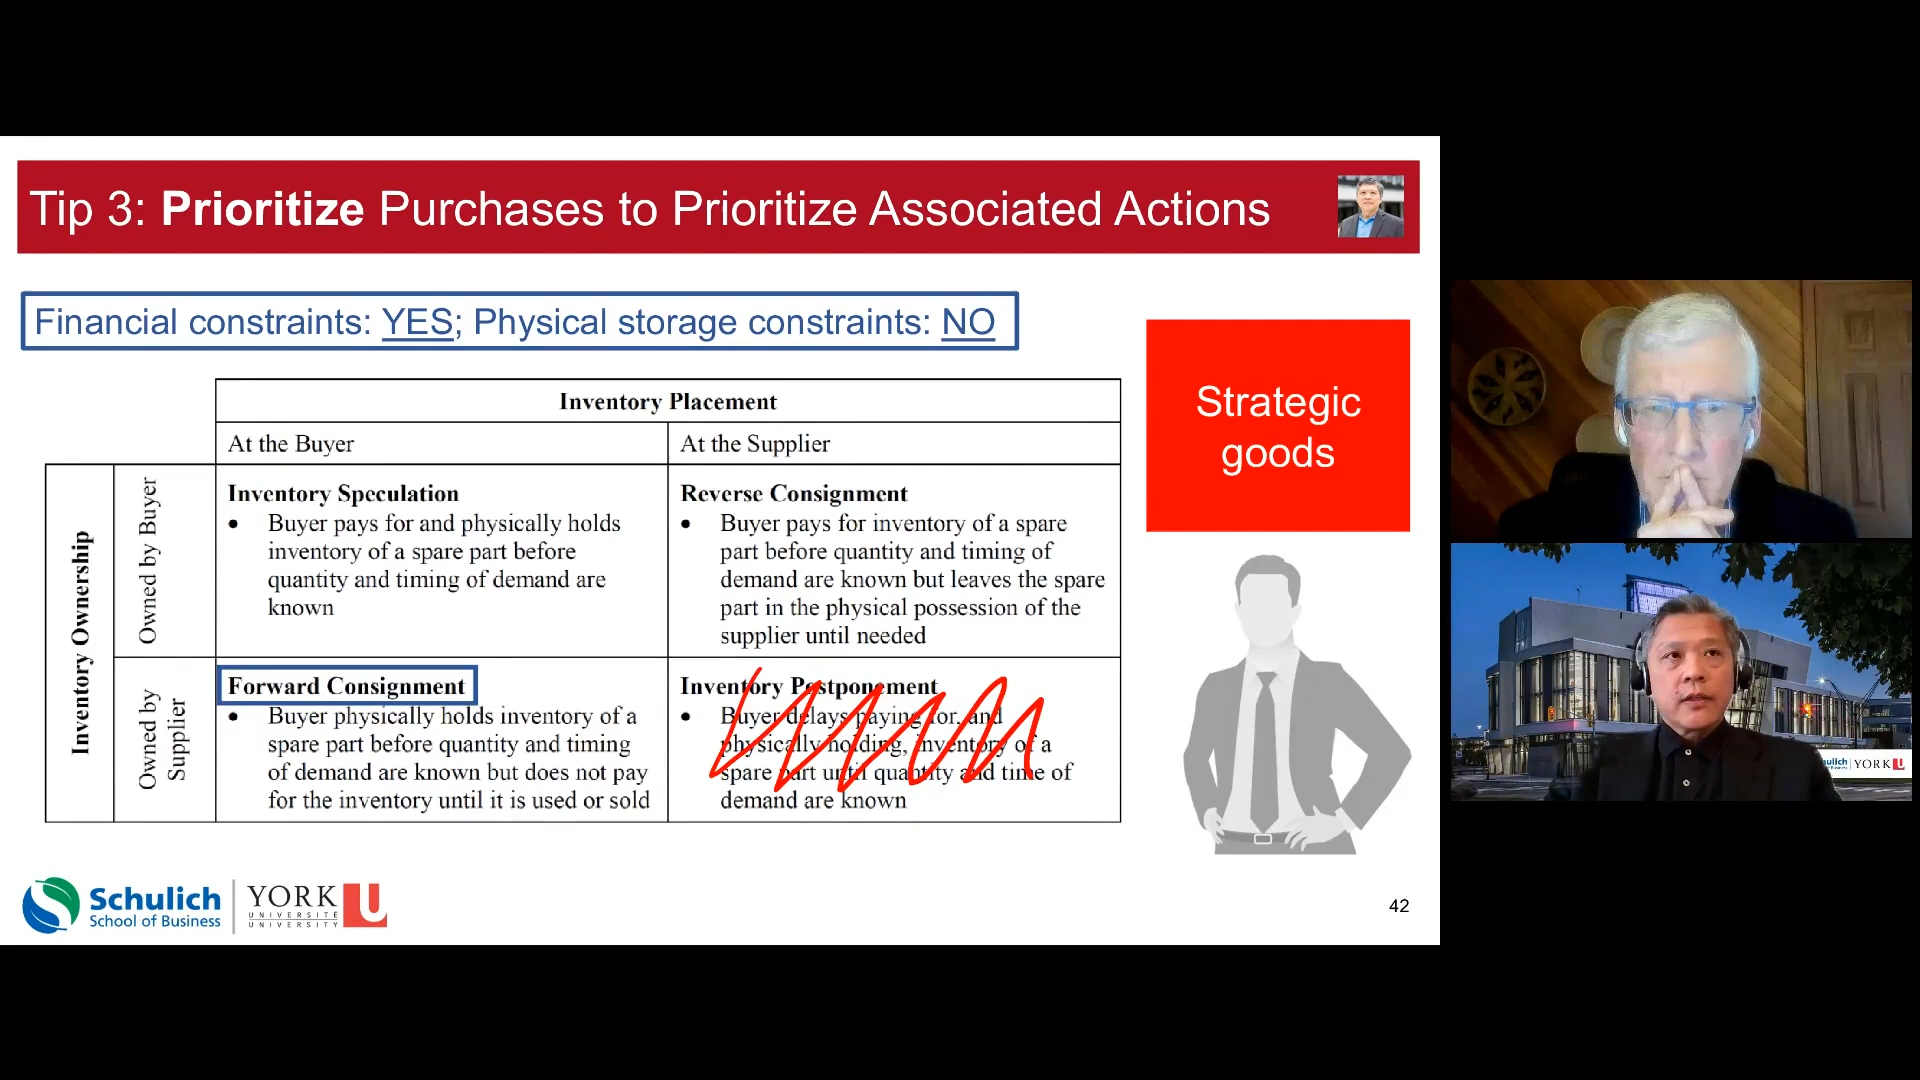 Tip 3: Prioritize Purchases to Prioritize Associated Actions
Financial constraints: YES; Physical storage constraints: NO
Strategic
goods
Inventory Placement
At the Buyer
At the Supplier
Inventory Ownership
Owned by Buyer
Inventory Speculation
• Buyer pays for and physically holds
inventory of a spare part before
quantity and timing of demand are
known
Reverse Consignment
• Buyer pays for inventory of a spare
part before quantity and timing of
demand are known but leaves the spare
part in the physical possession of the
supplier until needed
Owned by
Supplier
Forward Consignment
• Buyer physically holds inventory of a
spare part before quantity and timing
of demand are known but does not pay
for the inventory until it is used or sold
Inventory Postponement
• Buyer delays paying for, and
physically holding, inventory of a
spare part until quantity and time of
demand are known
Schulich
School of Business
YORK U
UNIVERSITÉ
UNIVERSITY
42
YORK U